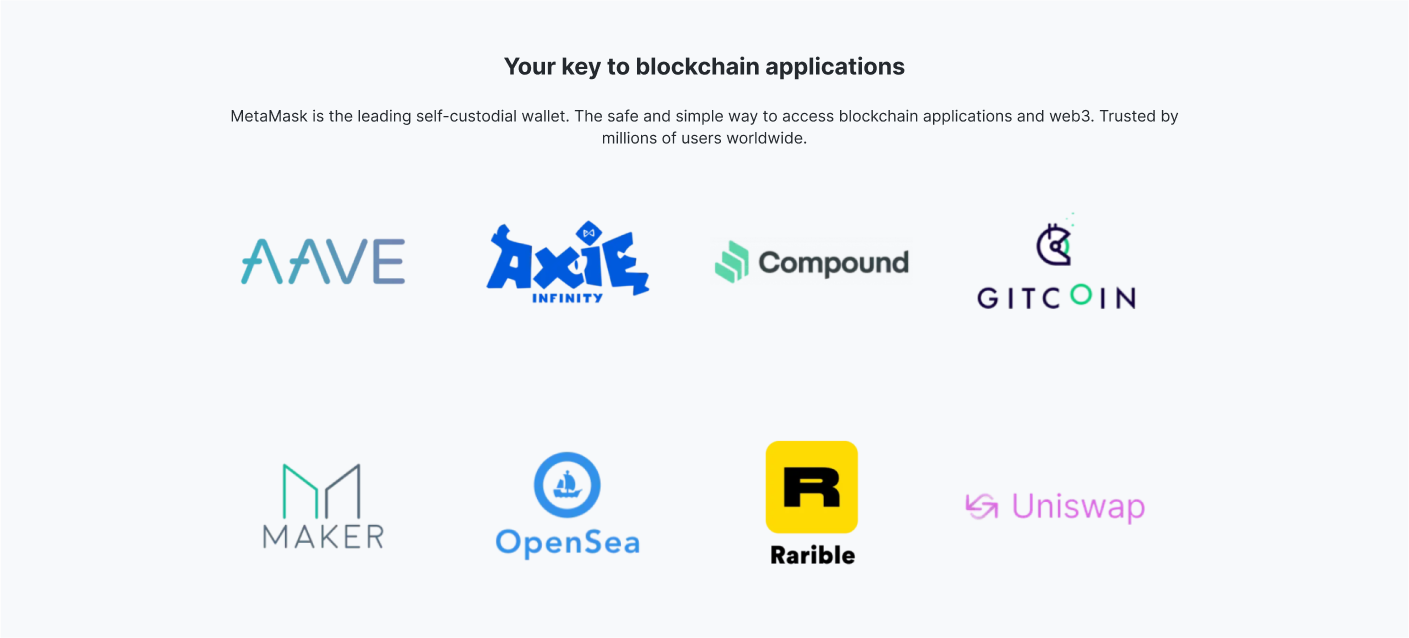 Your key to blockchain applications
MetaMask is the leading self-custodial wallet. The safe and simple way to access blockchain applications and web3. Trusted by
millions of users worldwide.
AAVE
AXIE
INFINITY
Compound
GITCOIN
MAKER
OpenSea
R
Rarible
Uniswap